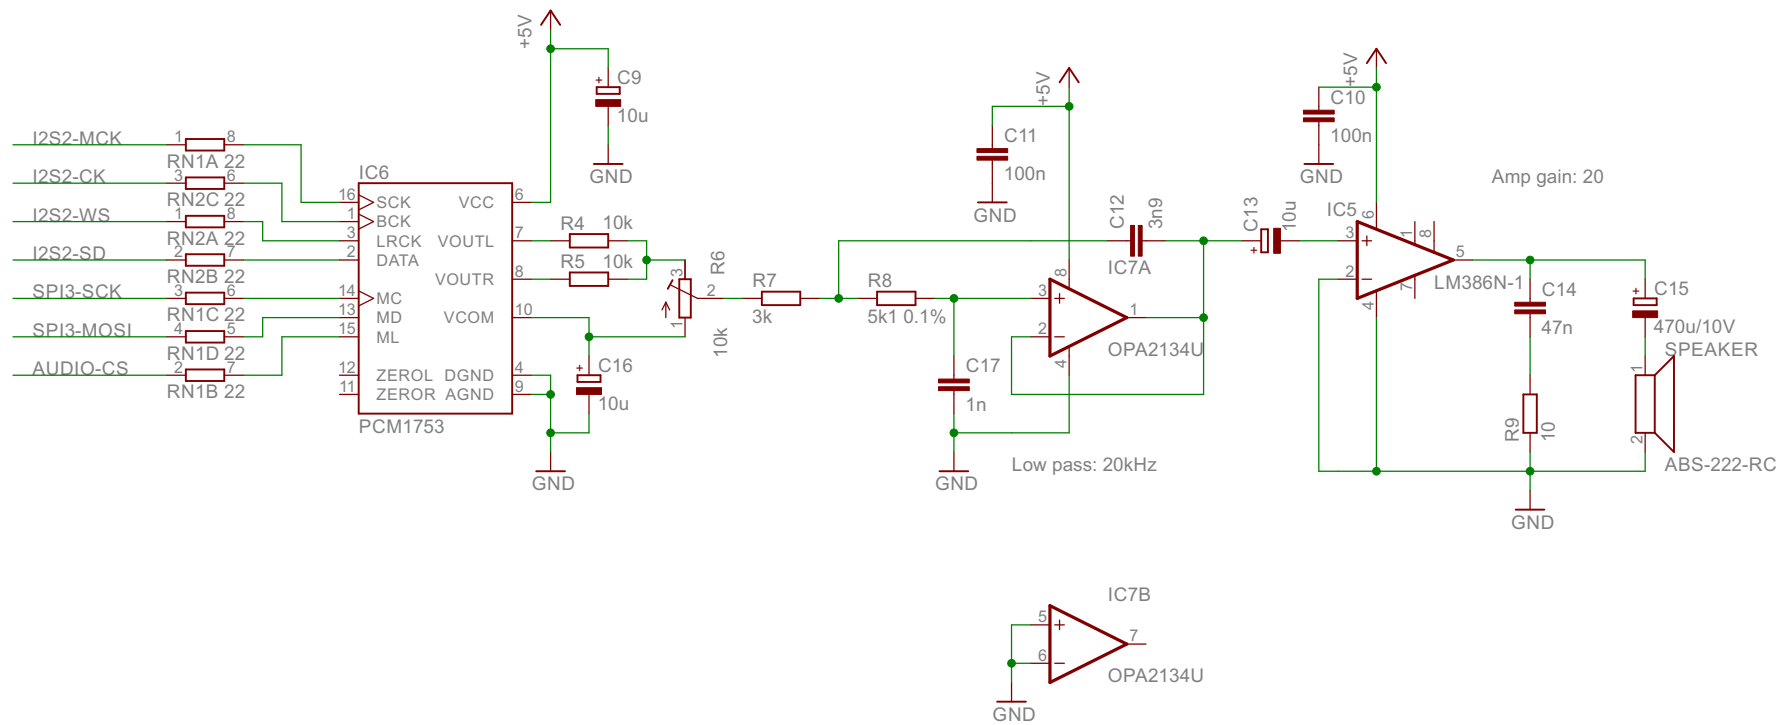 +5V
C9
10u
GND
I2S2-MCK
1
8
RN1A 22
I2S2-CK
3
6
RN2C 22
I2S2-WS
1
8
RN2A 22
I2S2-SD
2
7
RN2B 22
SPI3-SCK
3
6
RN1C 22
SPI3-MOSI
4
5
RN1D 22
AUDIO-CS
2
7
RN1B 22
IC6
16
SCK
1
BCK
3
LRCK
2
DATA
14
MC
13
MD
15
ML
12
ZEROL
11
ZEROR
VCC
6
VOUTL
7
VOUTR
8
VCOM
10
DGND
4
AGND
9
PCM1753
R4
10k
R5
10k
R6
3
2
1
10k
C16
10u
GND
R7
3k
R8
5k1 0.1%
C17
1n
GND
+5V
C11
100n
GND
C12
3n9
IC7A
8
3
+
2
−
1
4
OPA2134U
Low pass: 20kHz
C13
10u
+
+5V
C10
100n
GND
Amp gain: 20
IC5
6
1
8
3
+
2
−
5
7
4
LM386N-1
C14
47n
R9
10
C15
470u/10V
SPEAKER
1
2
ABS-222-RC
GND
IC7B
5
+
6
−
7
OPA2134U
GND